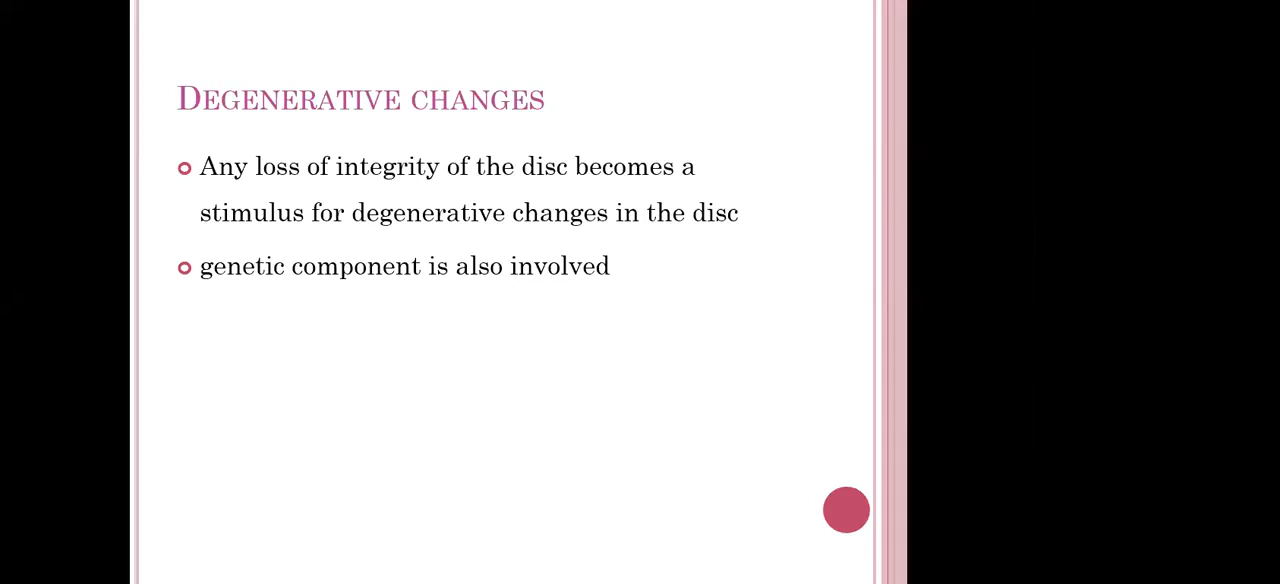 DEGENERATIVE CHANGES
Any loss of integrity of the disc becomes a
stimulus for degenerative changes in the disc
genetic component is also involved